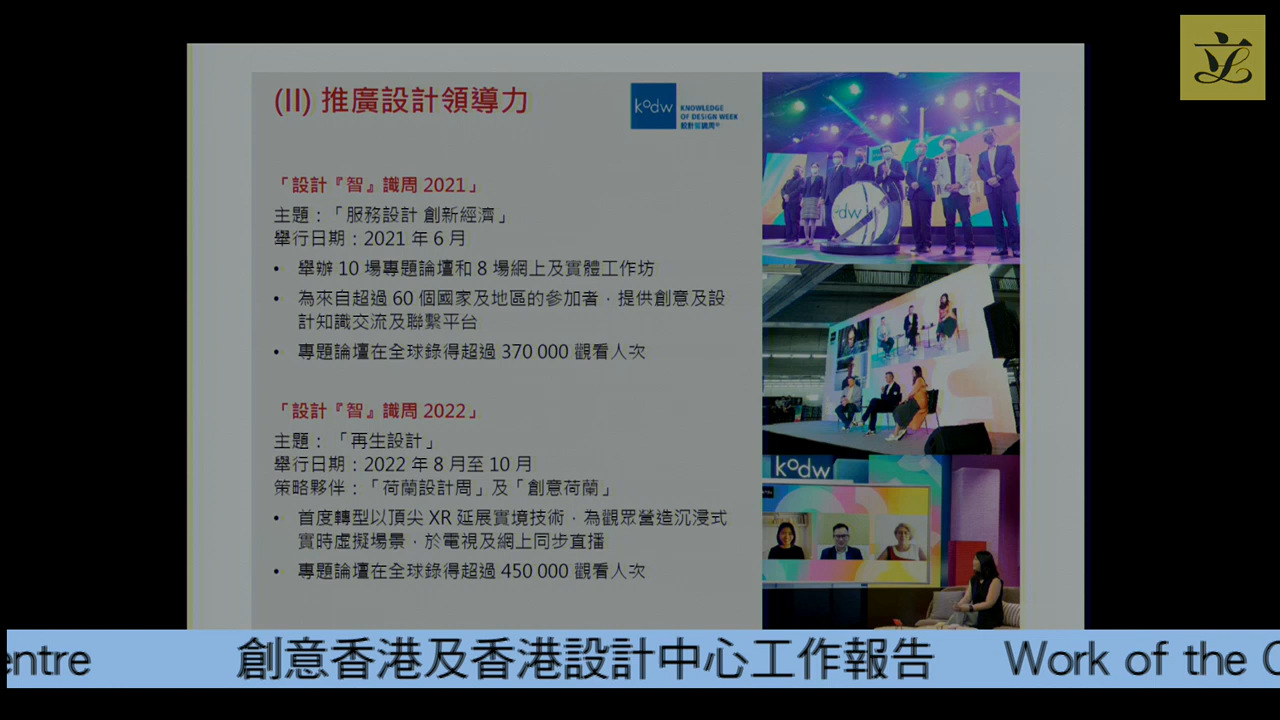 (II) 推廣設計領導力
kodw
KNOWLEDGE
OF DESIGN WEEK
設計智識周®
「設計『智』識周 2021」
主題：「服務設計 創新經濟」
舉行日期：2021 年 6 月
• 舉辦 10 場專題論壇和 8 場網上及實體工作坊
• 為來自超過 60 個國家及地區的參加者，提供創意及設
計知識交流及聯繫平台
• 專題論壇在全球錄得超過 370 000 觀看人次
「設計『智』識周 2022」
主題：「再生設計」
舉行日期：2022 年 8 月至 10 月
策略夥伴：「荷蘭設計周」及「創意荷蘭」
• 首度轉型以頂尖 XR 延展實境技術，為觀眾營造沉浸式
實時虛擬場景，於電視及網上同步直播
• 專題論壇在全球錄得超過 450 000 觀看人次
dw
kodw
entre 創意香港及香港設計中心工作報告 Work of the C